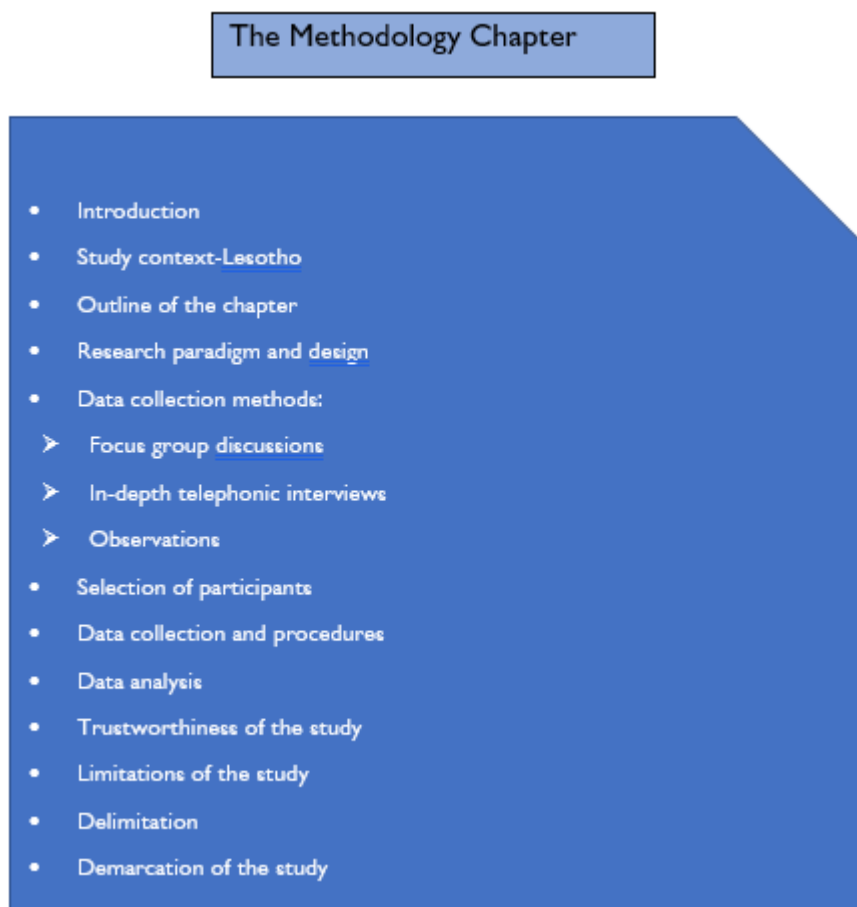 The Methodology Chapter
• Introduction
• Study context-Lesotho
• Outline of the chapter
• Research paradigm and design
• Data collection methods:
➤ Focus group discussions
➤ In-depth telephonic interviews
➤ Observations
• Selection of participants
• Data collection and procedures
• Data analysis
• Trustworthiness of the study
• Limitations of the study
• Delimitation
• Demarcation of the study